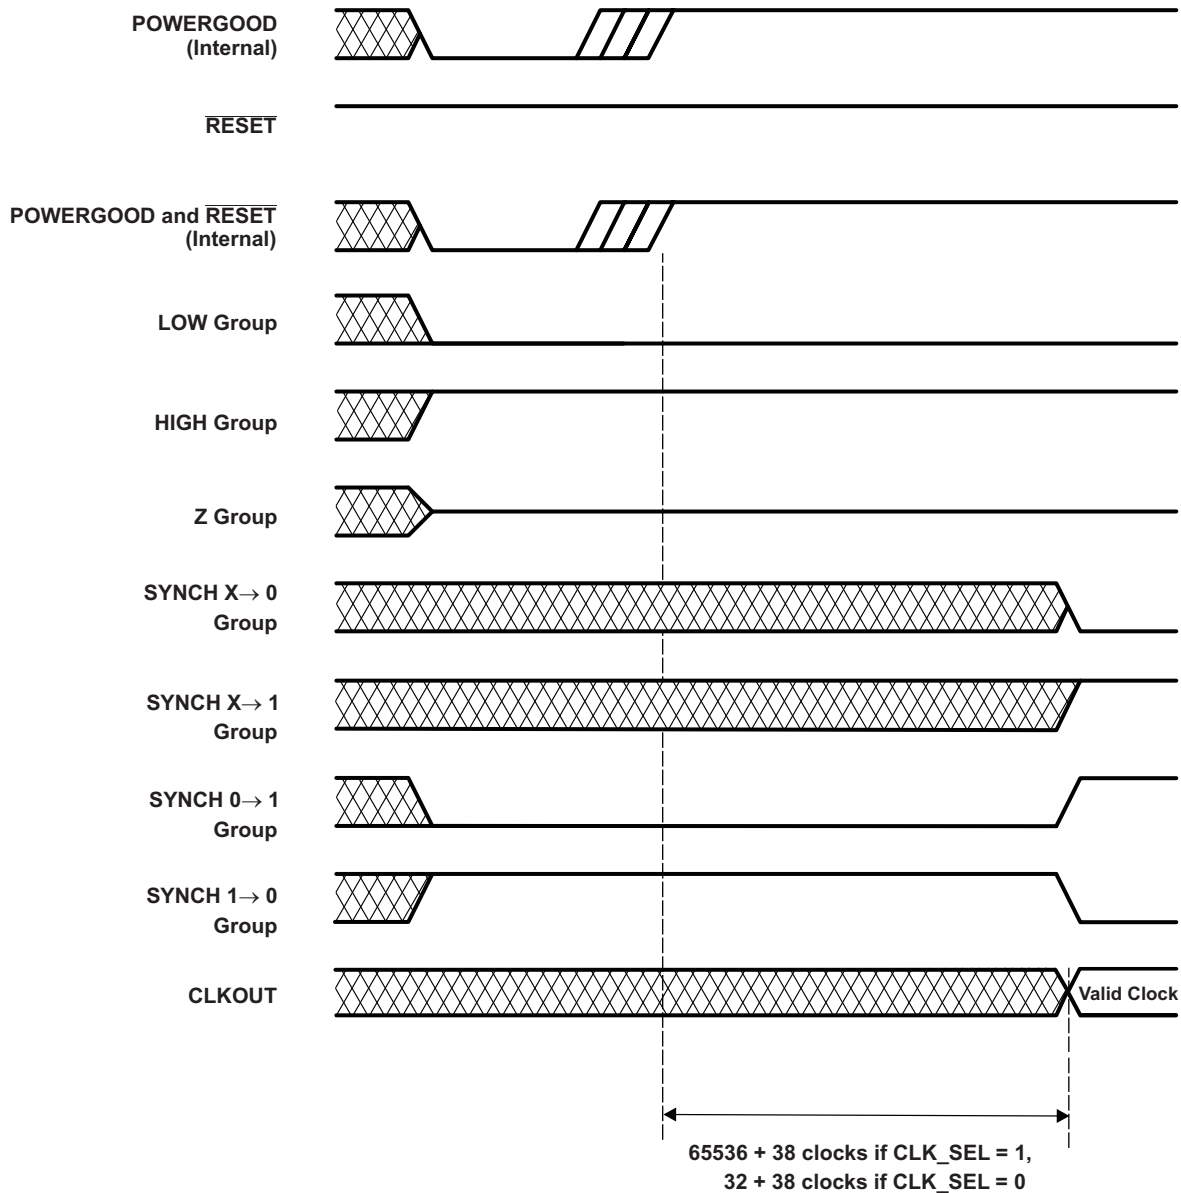 POWERGOOD
(Internal)
RESET
POWERGOOD and RESET
(Internal)
LOW Group
HIGH Group
Z Group
SYNCH X→ 0
Group
SYNCH X→ 1
Group
SYNCH 0→ 1
Group
SYNCH 1→ 0
Group
CLKOUT
Valid Clock
65536 + 38 clocks if CLK_SEL = 1,
32 + 38 clocks if CLK_SEL = 0